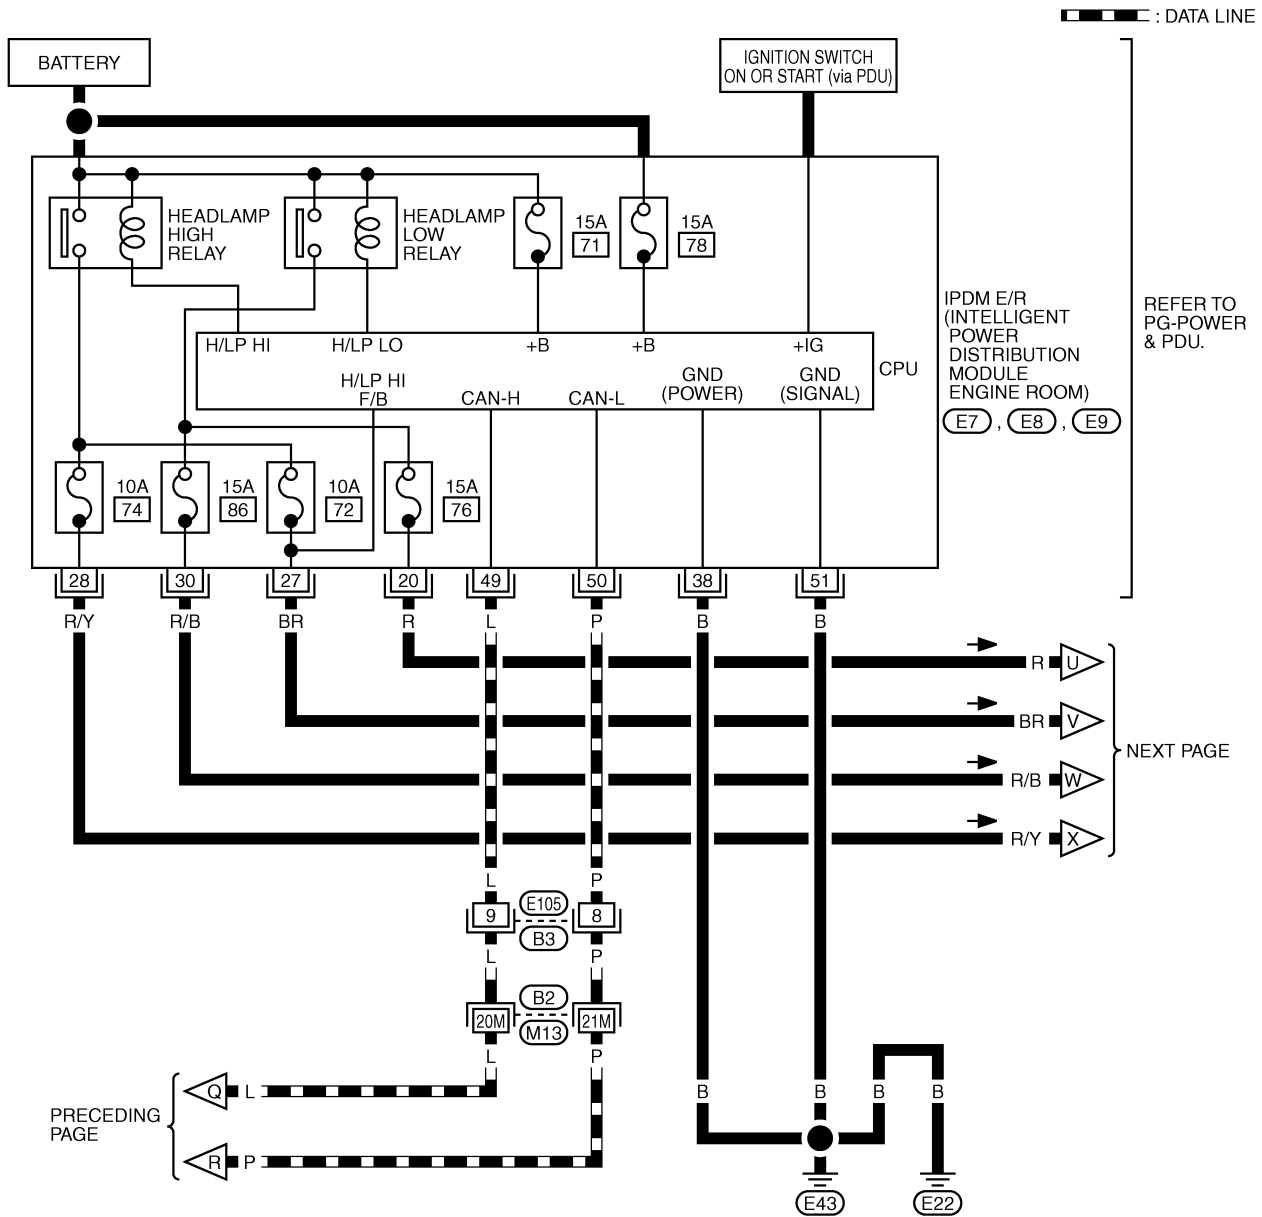 : DATA LINE
BATTERY
IGNITION SWITCH
ON OR START (via PDU)
HEADLAMP
HIGH
RELAY
HEADLAMP
LOW
RELAY
15A
71
15A
78
IPDM E/R
(INTELLIGENT
POWER
DISTRIBUTION
MODULE
ENGINE ROOM)
E7 , E8 , E9
REFER TO
PG-POWER
& PDU.
H/LP HI
H/LP LO
+B
+B
+IG
CPU
H/LP HI
F/B
CAN-H
CAN-L
GND
(POWER)
GND
(SIGNAL)
10A
74
15A
86
10A
72
15A
76
28
30
27
20
49
50
38
51
R/Y
R/B
BR
R
L
P
B
B
R
U
BR
V
R/B
W
R/Y
X
NEXT PAGE
L
P
9
E105
8
B3
L
P
20M
B2
21M
M13
L
P
PRECEDING
PAGE
Q
L
R
P
B
B
B
B
E43
E22